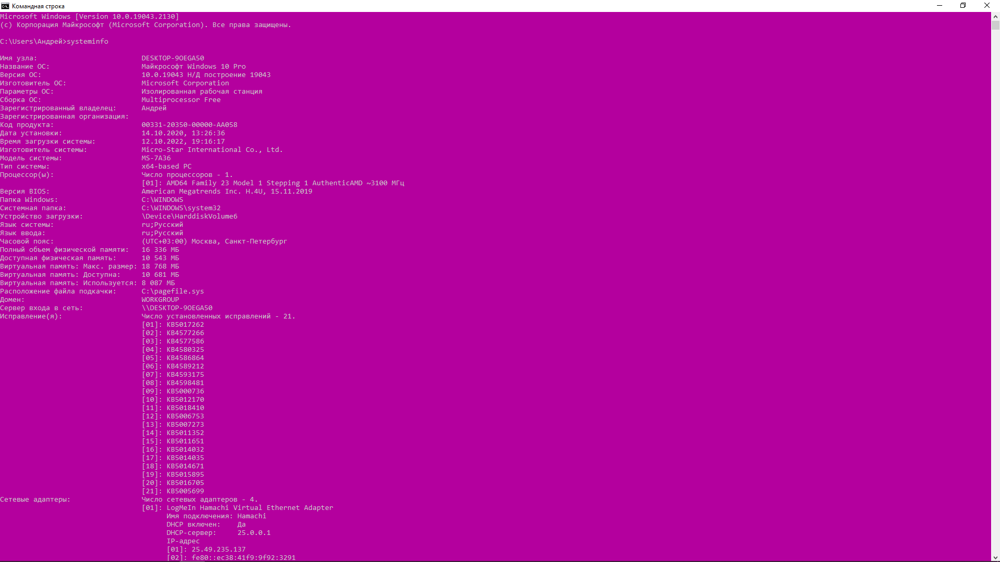 Командная строка
Microsoft Windows [Version 10.0.19043.2130]
(c) Корпорация Майкрософт (Microsoft Corporation). Все права защищены.
C:\Users\Андрей>systeminfo
Имя узла: DESKTOP-9OEGA50
Название ОС: Майкрософт Windows 10 Pro
Версия ОС: 10.0.19043 Н/Д построение 19043
Изготовитель ОС: Microsoft Corporation
Параметры ОС: Изолированная рабочая станция
Сборка ОС: Multiprocessor Free
Зарегистрированный владелец: Андрей
Зарегистрированная организация:
Код продукта: 00331-20350-00000-AA058
Дата установки: 14.10.2020, 13:26:36
Время загрузки системы: 12.10.2022, 19:16:17
Изготовитель системы: Micro-Star International Co., Ltd.
Модель системы: MS-7A36
Тип системы: x64-based PC
Процессор(ы): Число процессоров - 1.
[01]: AMD64 Family 23 Model 1 Stepping 1 AuthenticAMD ~3100 МГц
Версия BIOS: American Megatrends Inc. H.4U, 15.11.2019
Папка Windows: C:\WINDOWS
Системная папка: C:\WINDOWS\system32
Устройство загрузки: \Device\HarddiskVolume6
Язык системы: ru;Русский
Язык ввода: ru;Русский
Часовой пояс: (UTC+03:00) Москва, Санкт-Петербург
Полный объем физической памяти: 16 336 МБ
Доступная физическая память: 10 543 МБ
Виртуальная память: Макс. размер: 18 768 МБ
Виртуальная память: Доступна: 10 681 МБ
Виртуальная память: Используется: 8 087 МБ
Расположение файла подкачки: C:\pagefile.sys
Домен: WORKGROUP
Сервер входа в сеть: \\DESKTOP-9OEGA50
Исправление(я): Число установленных исправлений - 21.
[01]: KB5017262
[02]: KB4577266
[03]: KB4577586
[04]: KB4580325
[05]: KB4586864
[06]: KB4589212
[07]: KB4593175
[08]: KB4598481
[09]: KB5000736
[10]: KB5012170
[11]: KB5018410
[12]: KB5006753
[13]: KB5007273
[14]: KB5011352
[15]: KB5011651
[16]: KB5014032
[17]: KB5014035
[18]: KB5014671
[19]: KB5015895
[20]: KB5016705
[21]: KB5005699
Сетевые адаптеры: Число сетевых адаптеров - 4.
[01]: LogMeIn Hamachi Virtual Ethernet Adapter
Имя подключения: Hamachi
DHCP включен: Да
DHCP-сервер: 25.0.0.1
IP-адрес
[01]: 25.49.235.137
[02]: fe80::ec38:41f9:9f92:3291